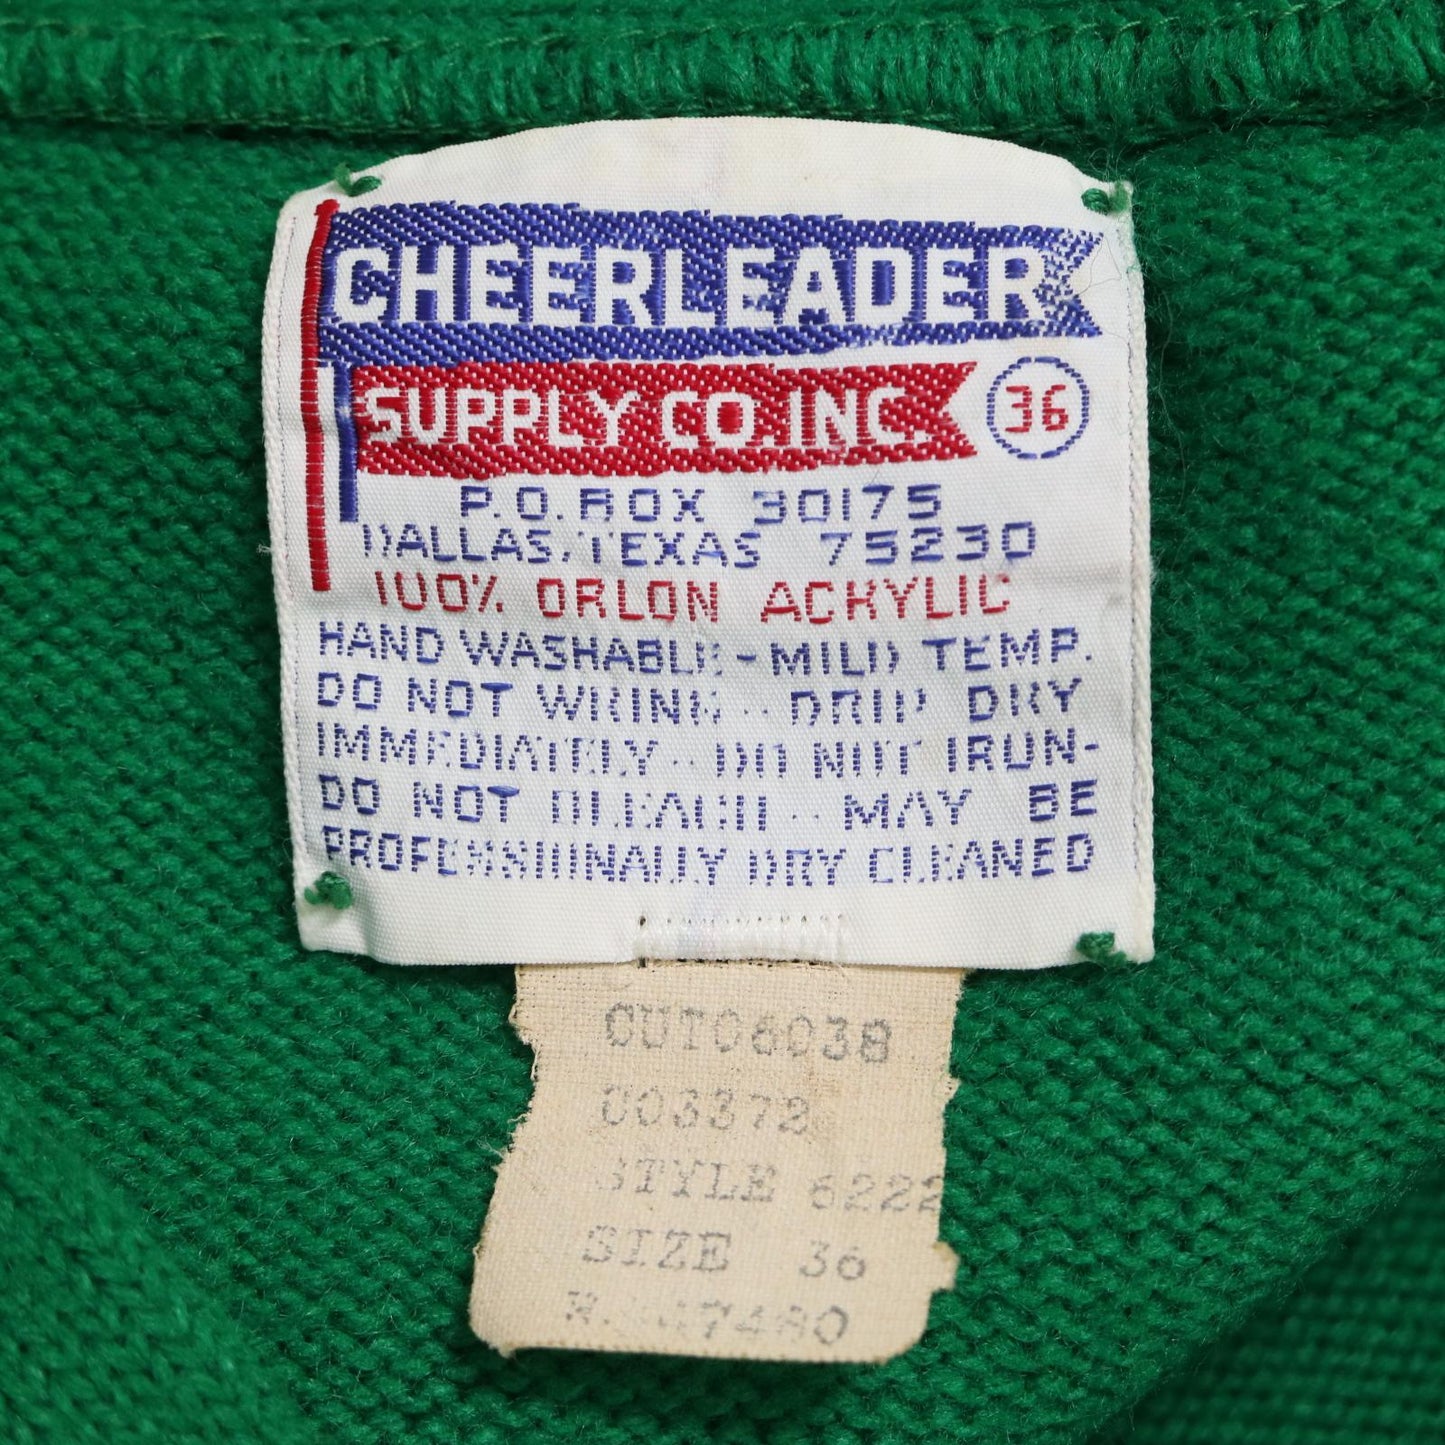 CHEERLEADER
SUPPLY CO. INC. 36
P.O. BOX 30175
DALLAS, TEXAS 75230
100% ORLON ACRYLIC
HAND WASHABLE - MILD TEMP.
DO NOT WRING - DRIP DRY
IMMEDIATELY - DO NOT IRON-
DO NOT BLEACH - MAY BE
PROFESSIONALLY DRY CLEANED
CUT06038
003372
STYLE 6222
SIZE 36